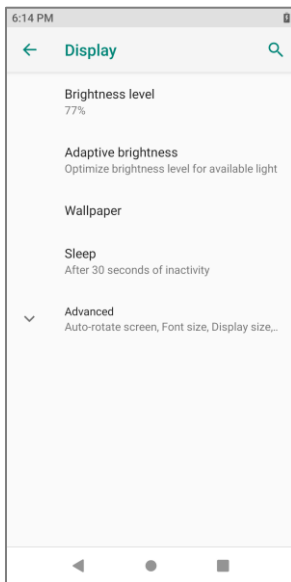 6:14 PM
Display
Brightness level
77%
Adaptive brightness
Optimize brightness level for available light
Wallpaper
Sleep
After 30 seconds of inactivity
Advanced
Auto-rotate screen, Font size, Display size,..